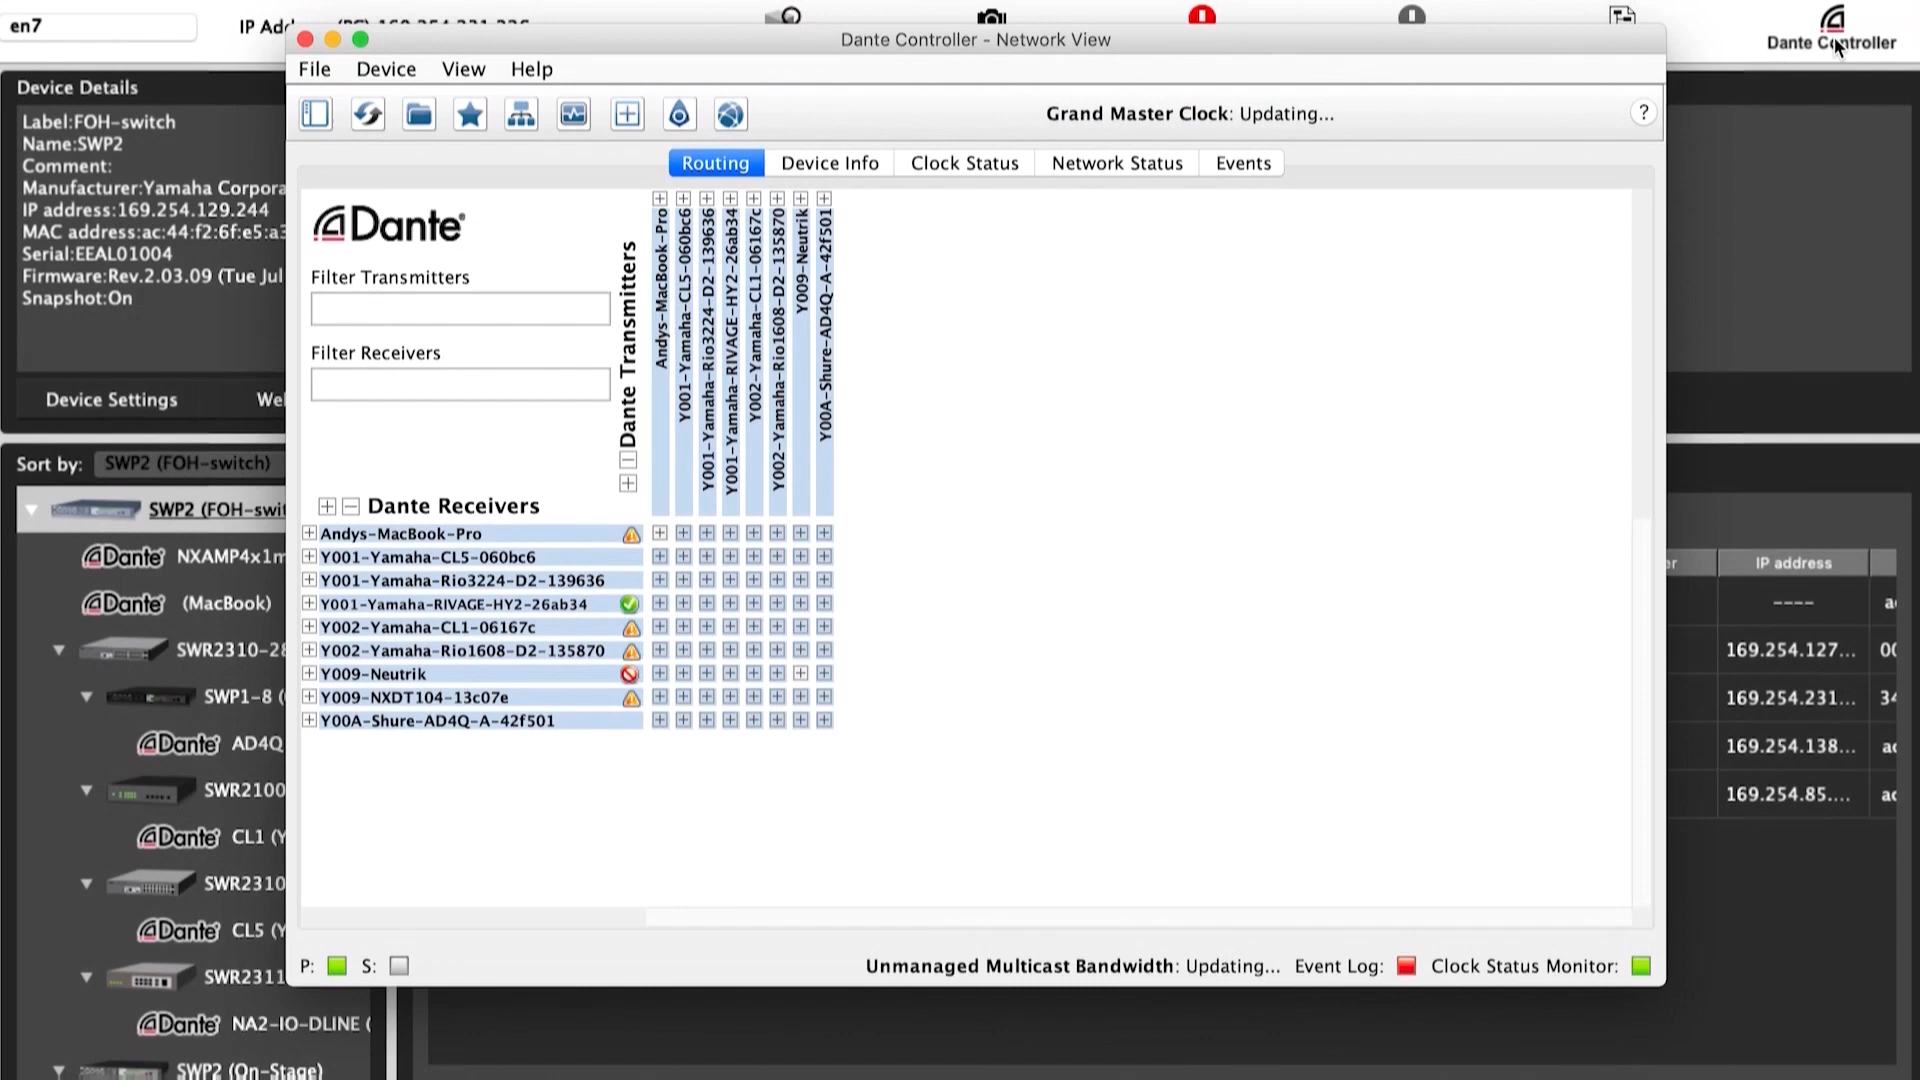 en7
Dante Controller - Network View
Dante Controller
File Device View Help
Grand Master Clock: Updating...
?
Routing Device Info Clock Status Network Status Events
Device Details
Label:FOH-switch
Name:SWP2
Comment:
Manufacturer:Yamaha Corpora
IP address:169.254.129.244
MAC address:ac:44:f2:6f:e5:a3
Serial:EEAL01004
Firmware:Rev.2.03.09 (Tue Jul
Snapshot:On
Device Settings
Sort by: SWP2 (FOH-switch)
SWP2 (FOH-swit
Dante NXAMP4x1m
Dante (MacBook)
SWR2310-28
SWP1-8
Dante AD4Q
SWR2100
Dante CL1
SWR2310
Dante CL5
SWR2311
Dante NA2-IO-DLINE (
SWP2 (On-Stage)
Dante
Filter Transmitters
Filter Receivers
Dante Transmitters
Andys-MacBook-Pro
Y001-Yamaha-CL5-060bc6
Y001-Yamaha-Rio3224-D2-139636
Y001-Yamaha-RIVAGE-HY2-26ab34
Y002-Yamaha-CL1-06167c
Y002-Yamaha-Rio1608-D2-135870
Y009-Neutrik
Y00A-Shure-AD4Q-A-42f501
Dante Receivers
Andys-MacBook-Pro
Y001-Yamaha-CL5-060bc6
Y001-Yamaha-Rio3224-D2-139636
Y001-Yamaha-RIVAGE-HY2-26ab34
Y002-Yamaha-CL1-06167c
Y002-Yamaha-Rio1608-D2-135870
Y009-Neutrik
Y009-NXDT104-13c07e
Y00A-Shure-AD4Q-A-42f501
IP address
----
169.254.127...
169.254.231...
169.254.138...
169.254.85....
P: S:
Unmanaged Multicast Bandwidth: Updating... Event Log: Clock Status Monitor: